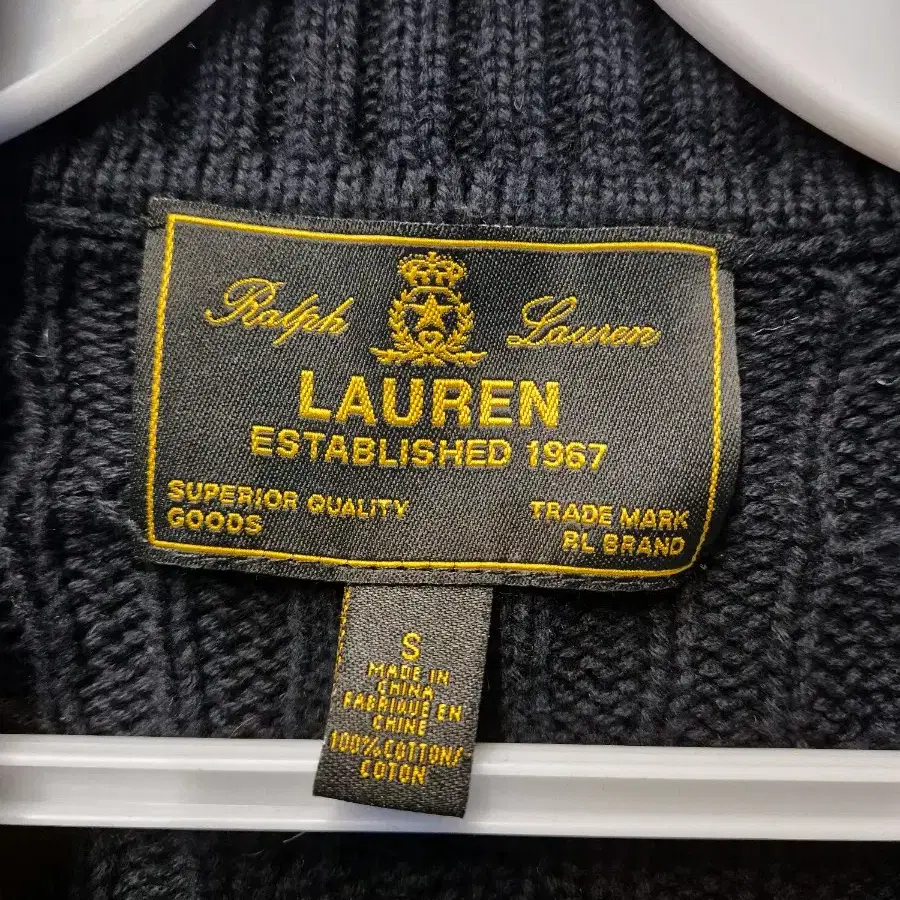 Ralph Lauren
LAUREN
ESTABLISHED 1967
SUPERIOR QUALITY
GOODS
TRADE MARK
RL BRAND
S
MADE IN
CHINA
FABRIQUÉ EN
CHINE
100% COTTON/
COTON